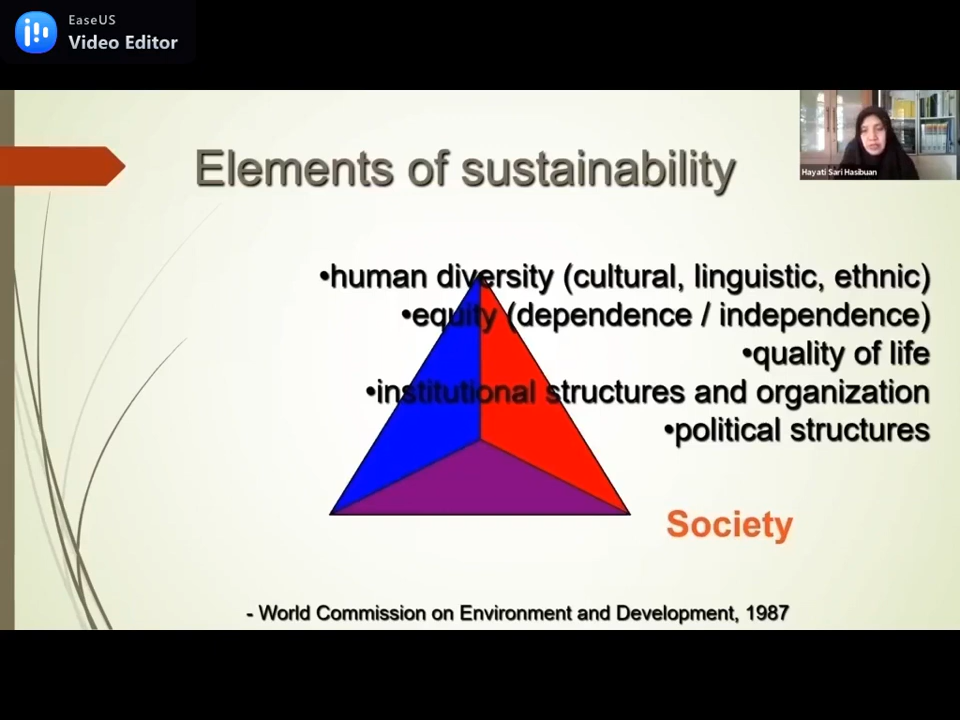 EaseUS
Video Editor
Elements of sustainability
Hayati Sari Hasibuan
•human diversity (cultural, linguistic, ethnic)
•equity (dependence / independence)
•quality of life
•institutional structures and organization
•political structures
Society
- World Commission on Environment and Development, 1987